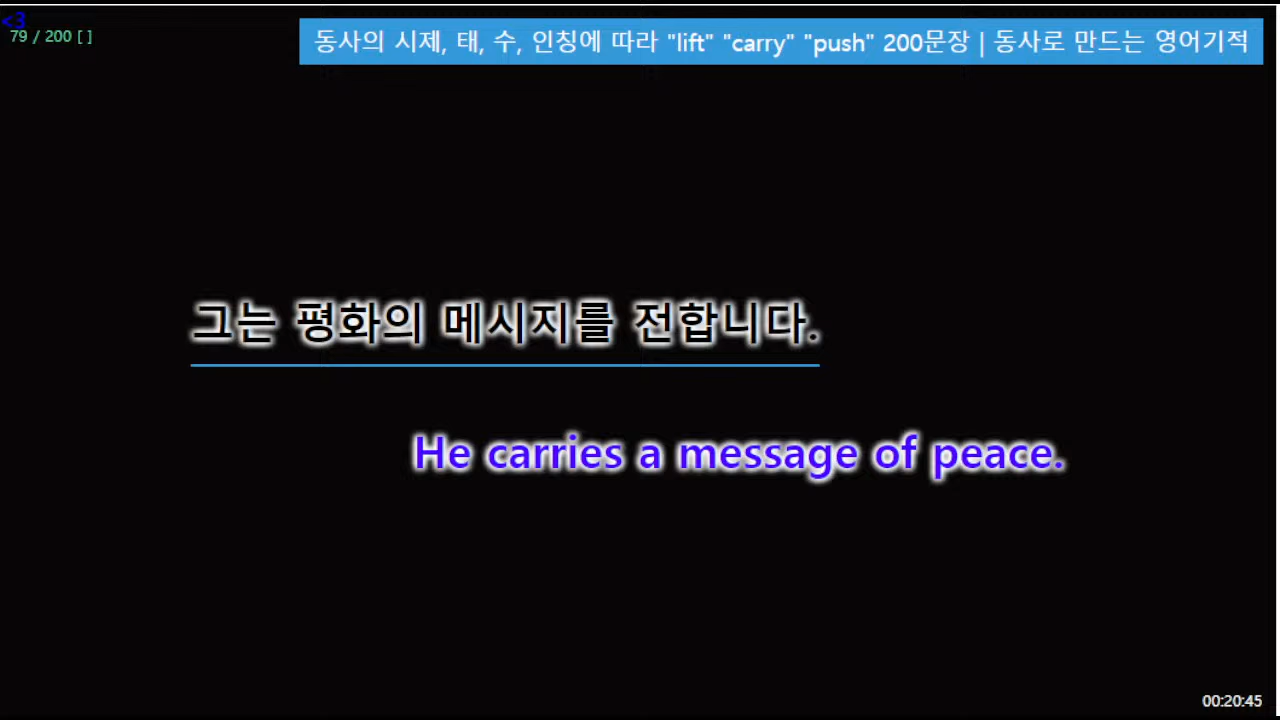 <3
79 / 200 [ ]
동사의 시제, 태, 수, 인칭에 따라 "lift" "carry" "push" 200문장 | 동사로 만드는 영어기적
그는 평화의 메시지를 전합니다.
He carries a message of peace.
00:20:45